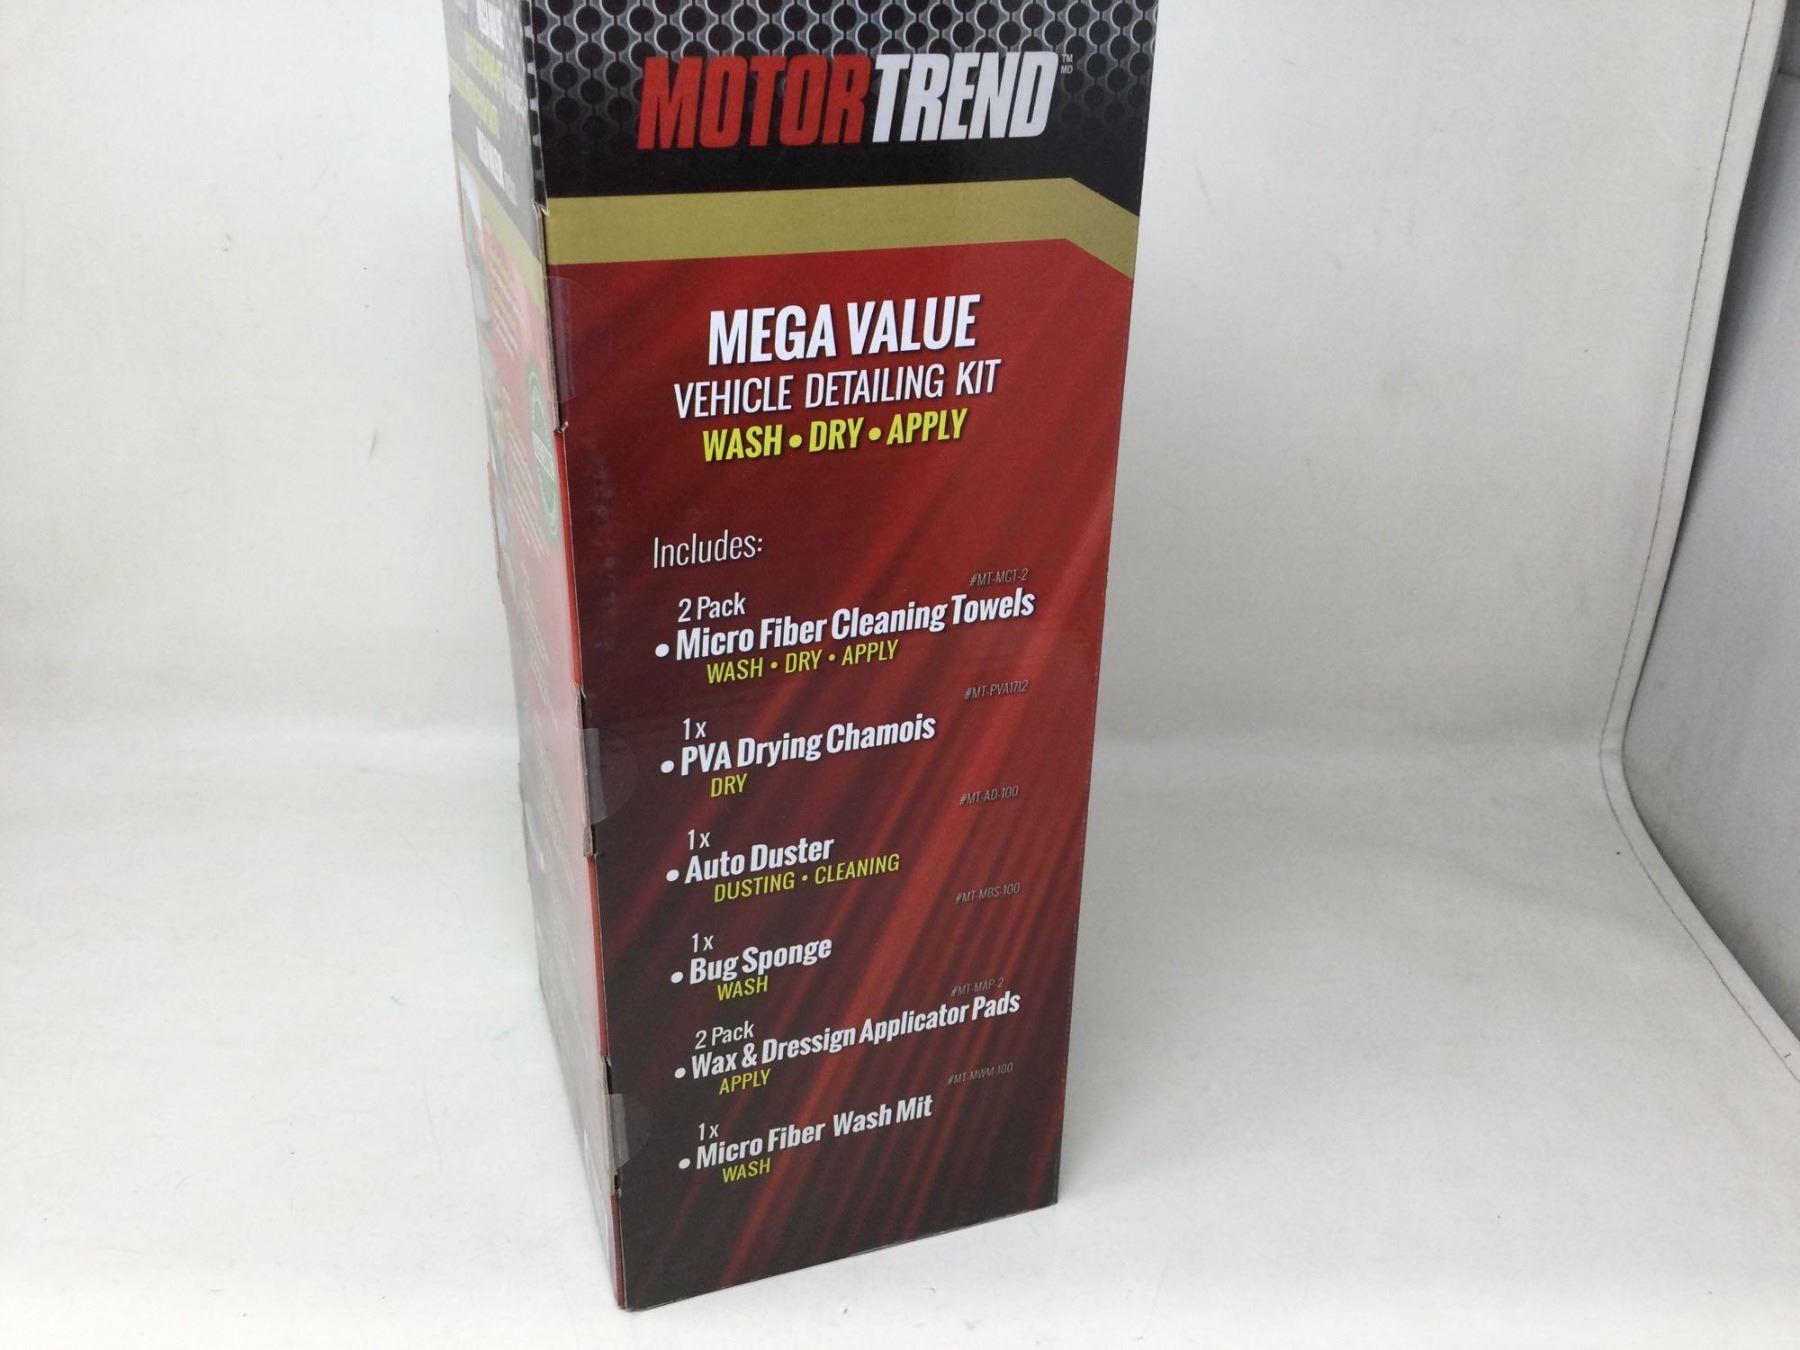 MOTORTREND TM MD
MEGA VALUE
VEHICLE DETAILING KIT
WASH • DRY • APPLY
Includes:
#MT-MCT-2
2 Pack
• Micro Fiber Cleaning Towels
WASH • DRY • APPLY
#MT-PVA1712
1x
• PVA Drying Chamois
DRY
#MT-AD-100
1x
• Auto Duster
DUSTING • CLEANING
#MT-MBS-100
1x
• Bug Sponge
WASH
#MT-MAP-2
2 Pack
• Wax & Dressign Applicator Pads
APPLY
#MT-MWM-100
1x
• Micro Fiber Wash Mit
WASH